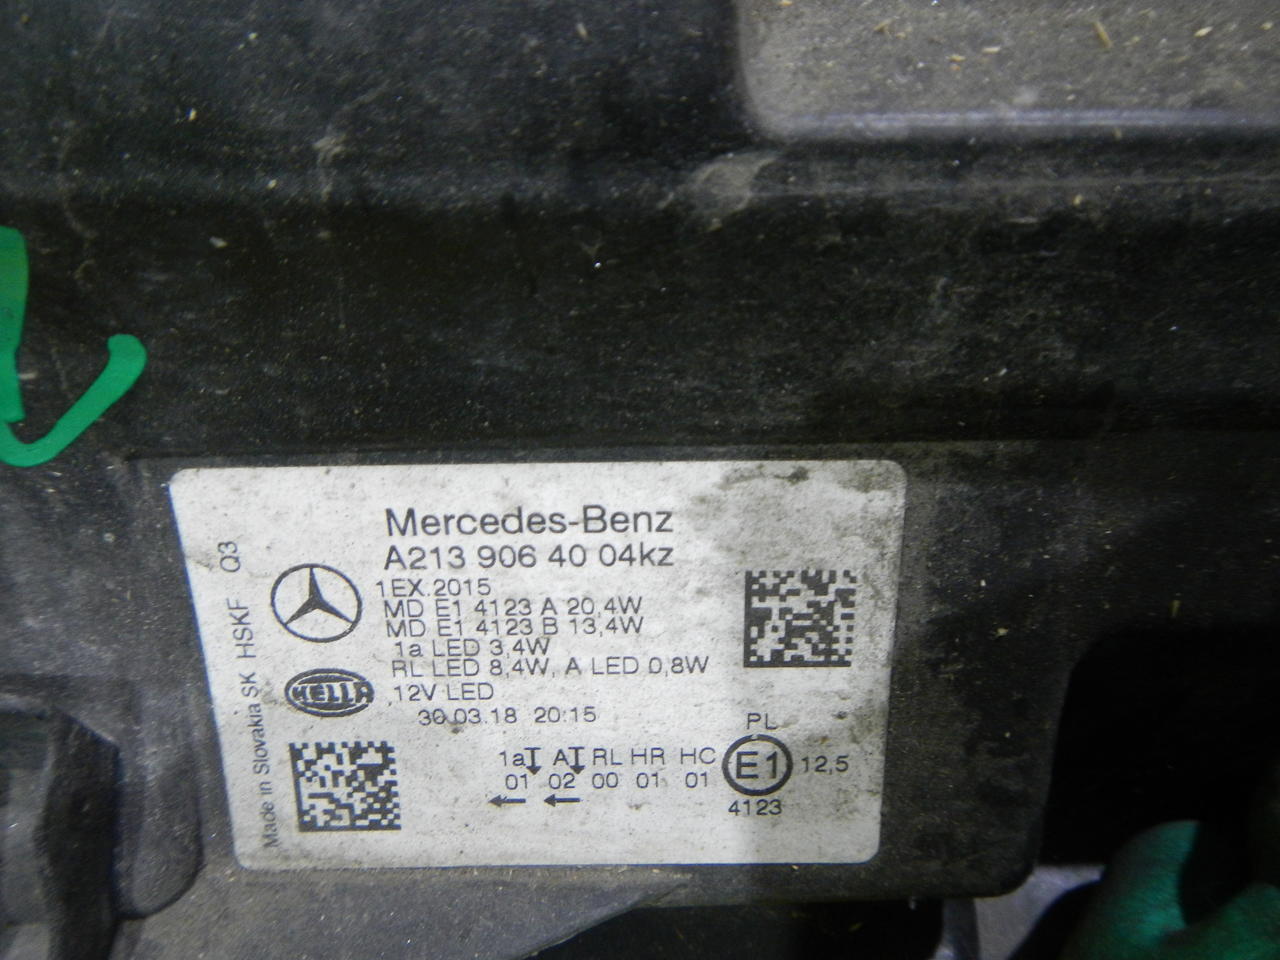 Mercedes-Benz
A213 906 40 04kz
1EX.2015
MD E1 4123 A 20,4W
MD E1 4123 B 13,4W
1a LED 3,4W
RL LED 8,4W, A LED 0,8W
12V LED
30.03.18 20:15
HELLA
Made in Slovakia SK HSKF Q3
1a A RL HR HC
01 02 00 01 01
PL
E1 12,5
4123